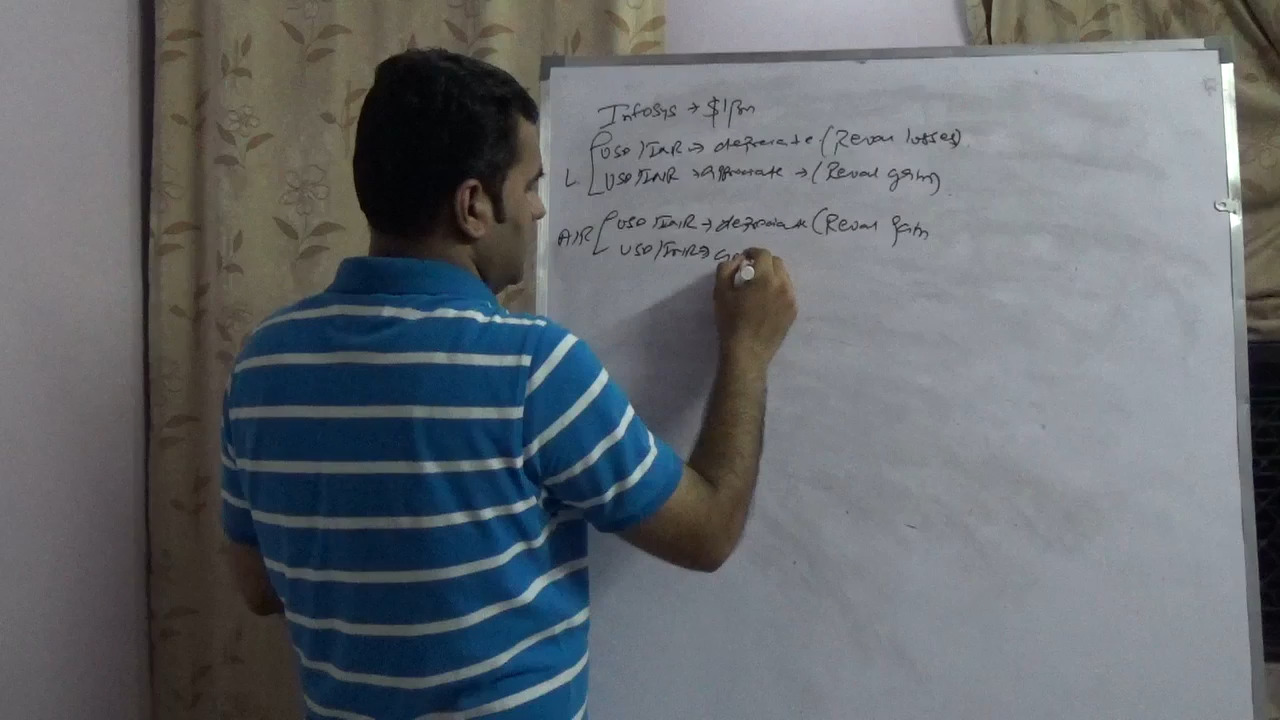 Infosys → $1Bn
USD/INR → depreciate (Reval losses)
L USD/INR → appreciate → (Reval gain)
A/R USD/INR → depreciate (Reval gain
USD/INR →